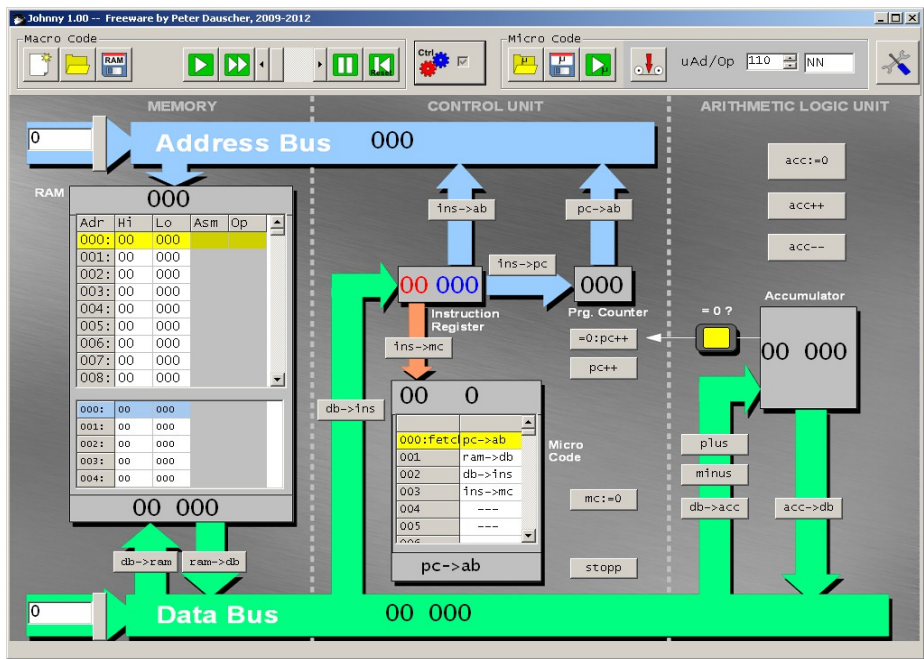 Johnny 1.00 -- Freeware by Peter Dauscher, 2009-2012
Macro Code
Micro Code
RAM
Reset
Ctrl
µ
µ
µ
uAd/Op 110 NN
MEMORY
CONTROL UNIT
ARITHMETIC LOGIC UNIT
0
Address Bus 000
acc:=0
acc++
acc--
RAM
000
Adr Hi Lo Asm Op
000: 00 000
001: 00 000
002: 00 000
003: 00 000
004: 00 000
005: 00 000
006: 00 000
007: 00 000
008: 00 000
000: 00 000
001: 00 000
002: 00 000
003: 00 000
004: 00 000
00 000
db->ram
ram->db
ins->ab
pc->ab
ins->pc
00 000
Instruction
Register
000
Prg. Counter
ins->mc
=0:pc++
pc++
db->ins
00 0
000:fetch pc->ab
001 ram->db
002 db->ins
003 ins->mc
004 ---
005 ---
006
pc->ab
Micro
Code
mc:=0
stopp
= 0 ?
Accumulator
00 000
plus
minus
db->acc
acc->db
0
Data Bus 00 000